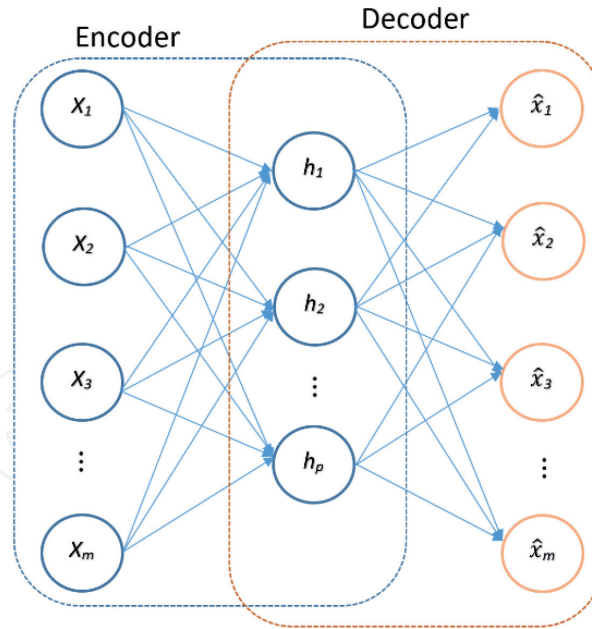 Encoder
Decoder
X₁
X₂
X₃
⋮
Xₘ
h₁
h₂
⋮
hₚ
x̂₁
x̂₂
x̂₃
⋮
x̂ₘ